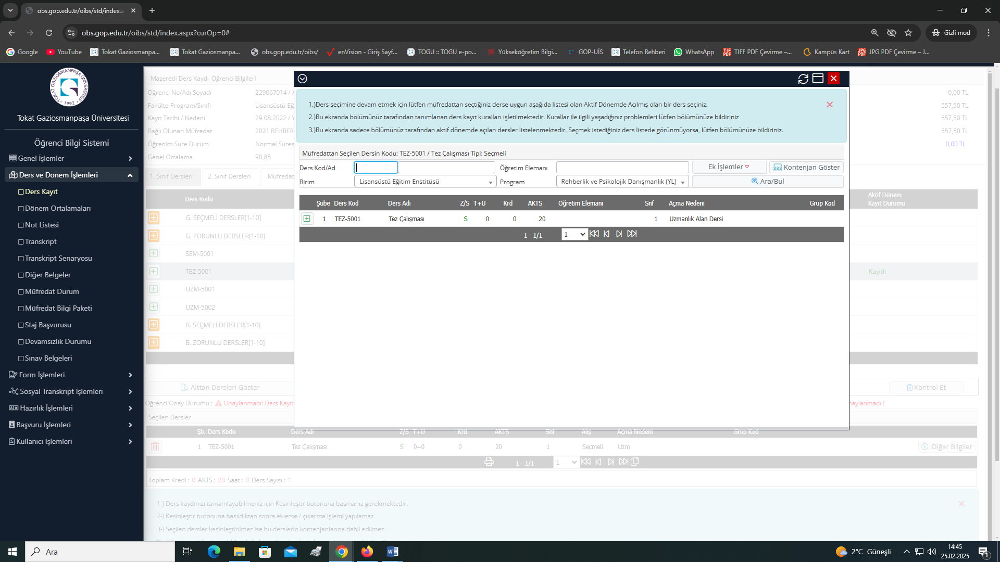 obs.gop.edu.tr/oibs/std/index.a
obs.gop.edu.tr/oibs/std/index.aspx?curOp=0#
Gizli mod
Google
YouTube
Tokat Gaziosmanpa...
Tokat Gaziosmanpa...
obs.gop.edu.tr/oibs/
enVision - Giriş Sayf...
TOGU :: TOGU e-po...
Yükseköğretim Bilgi...
GOP-UİS
Telefon Rehberi
WhatsApp
TIFF PDF Çevirme –...
Kampüs Kart
JPG PDF Çevirme – J...
TOKAT GAZİOSMANPAŞA ÜNİVERSİTESİ
1992
Tokat Gaziosmanpaşa Üniversitesi
Öğrenci Bilgi Sistemi
Genel İşlemler
Ders ve Dönem İşlemleri
Ders Kayıt
Dönem Ortalamaları
Not Listesi
Transkript
Transkript Senaryosu
Diğer Belgeler
Müfredat Durum
Müfredat Bilgi Paketi
Staj Başvurusu
Devamsızlık Durumu
Sınav Belgeleri
Form İşlemleri
Sosyal Transkript İşlemleri
Hazırlık İşlemleri
Başvuru İşlemleri
Kullanıcı İşlemleri
Mazeretli Ders Kaydı Öğrenci Bilgileri
Öğrenci No/Adı Soyadı 229067014 /
0,00 TL
Fakülte-Program/Sınıfı Lisansüstü Eğ
557,50 TL
Kayıt Tarihi / Nedeni 29.08.2022 / Y
557,50 TL
Bağlı Olunan Müfredat 2021 REHBER
557,50 TL
Öğrenim Süre Durum Normal Süres
0,00 TL
Genel Ortalama 90,85
1. Sınıf Dersleri 2. Sınıf Dersleri Müfredat
Ders Kodu
Aktif Dönem
Kayıt Durumu
G. SEÇMELİ DERSLER[1-10]
G. ZORUNLU DERSLER[1-10]
SEM-5001
TEZ-5001 Kayıtlı
UZM-5001
UZM-5002
B. SEÇMELİ DERSLER[1-10]
B. ZORUNLU DERSLER[1-10]
1.)Ders seçimine devam etmek için lütfen müfredattan seçtiğiniz derse uygun aşağıda listesi olan Aktif Dönemde Açılmış olan bir ders seçiniz.
2.)Bu ekranda bölümünüz tarafından tanımlanan ders kayıt kuralları işletilmektedir. Kurallar ile ilgili yaşadığınız problemleri lütfen bölümünüze bildiriniz
3.)Bu ekranda sadece bölümünüz tarafından aktif dönemde açılan dersler listelenmektedir. Seçmek istediğiniz ders listede görünmüyorsa, lütfen bölümünüze bildiriniz.
Müfredattan Seçilen Dersin Kodu: TEZ-5001 / Tez Çalışması Tipi: Seçmeli
Ders Kod/Ad Öğretim Elemanı Ek İşlemler Kontenjan Göster
Birim Lisansüstü Eğitim Enstitüsü Program Rehberlik ve Psikolojik Danışmanlık (YL) Ara/Bul
Şube Ders Kod Ders Adı Z/S T+U Krd AKTS Öğretim Elemanı Snf Açma Nedeni Grup Kod
1 TEZ-5001 Tez Çalışması S 0 0 20 1 Uzmanlık Alan Dersi
1 - 1/1 1
Alttan Dersleri Göster Kontrol Et
Öğrenci Onay Durumu : Onaylanmadı! Ders Kayıt
naylanmadı !
Seçilen Dersler
Şb. Ders Kodu Ders Adı Z/S T+U Krd AKTS Snf Alış Açma Nedeni Grup Kod
1 TEZ-5001 Tez Çalışması S 0+0 0 20 1 Seçmeli Uzm Diğer Bilgiler
1 - 1/1 1
Toplam Kredi : 0 AKTS : 20 Saat : 0 Ders Sayısı : 1
1-) Ders kaydınızı tamamlayabilmeniz için Kesinleştir butonuna basmanız gerekmektedir.
2-) Kesinleştir butonuna basıldıktan sonra ekleme / çıkarma işlemi yapılamaz.
3-) Seçilen dersler kesinleştirilmez ise bu derslerin kontenjanlarına dahil edilmez.
Ara
2°C Güneşli
14:45
25.02.2025
1